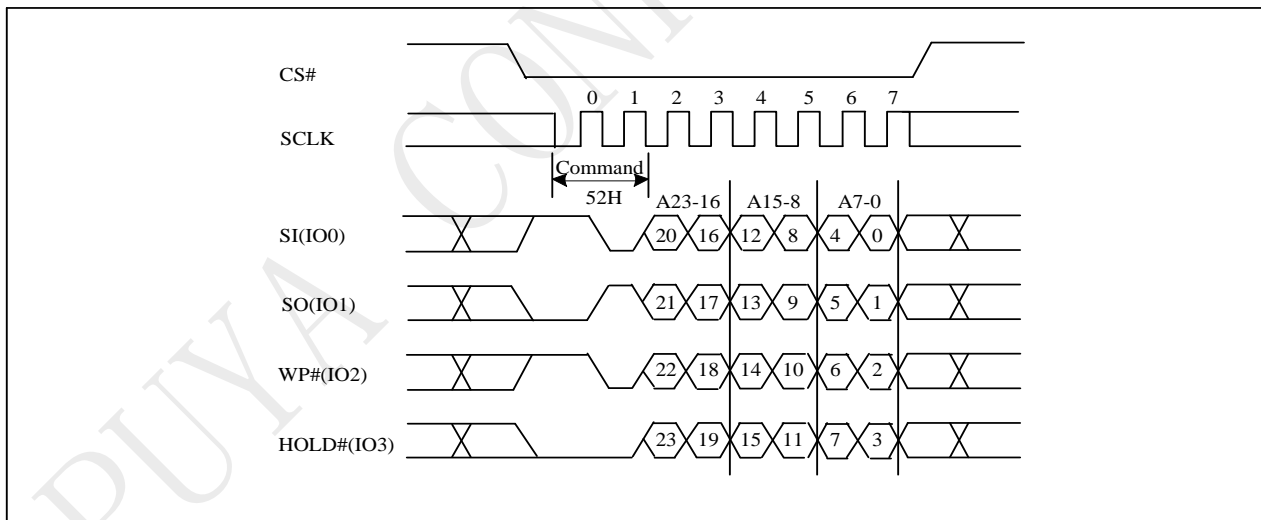 CS#
0 1 2 3 4 5 6 7
SCLK
Command
52H
A23-16 A15-8 A7-0
SI(IO0) 20 16 12 8 4 0
SO(IO1) 21 17 13 9 5 1
WP#(IO2) 22 18 14 10 6 2
HOLD#(IO3) 23 19 15 11 7 3
PUYA